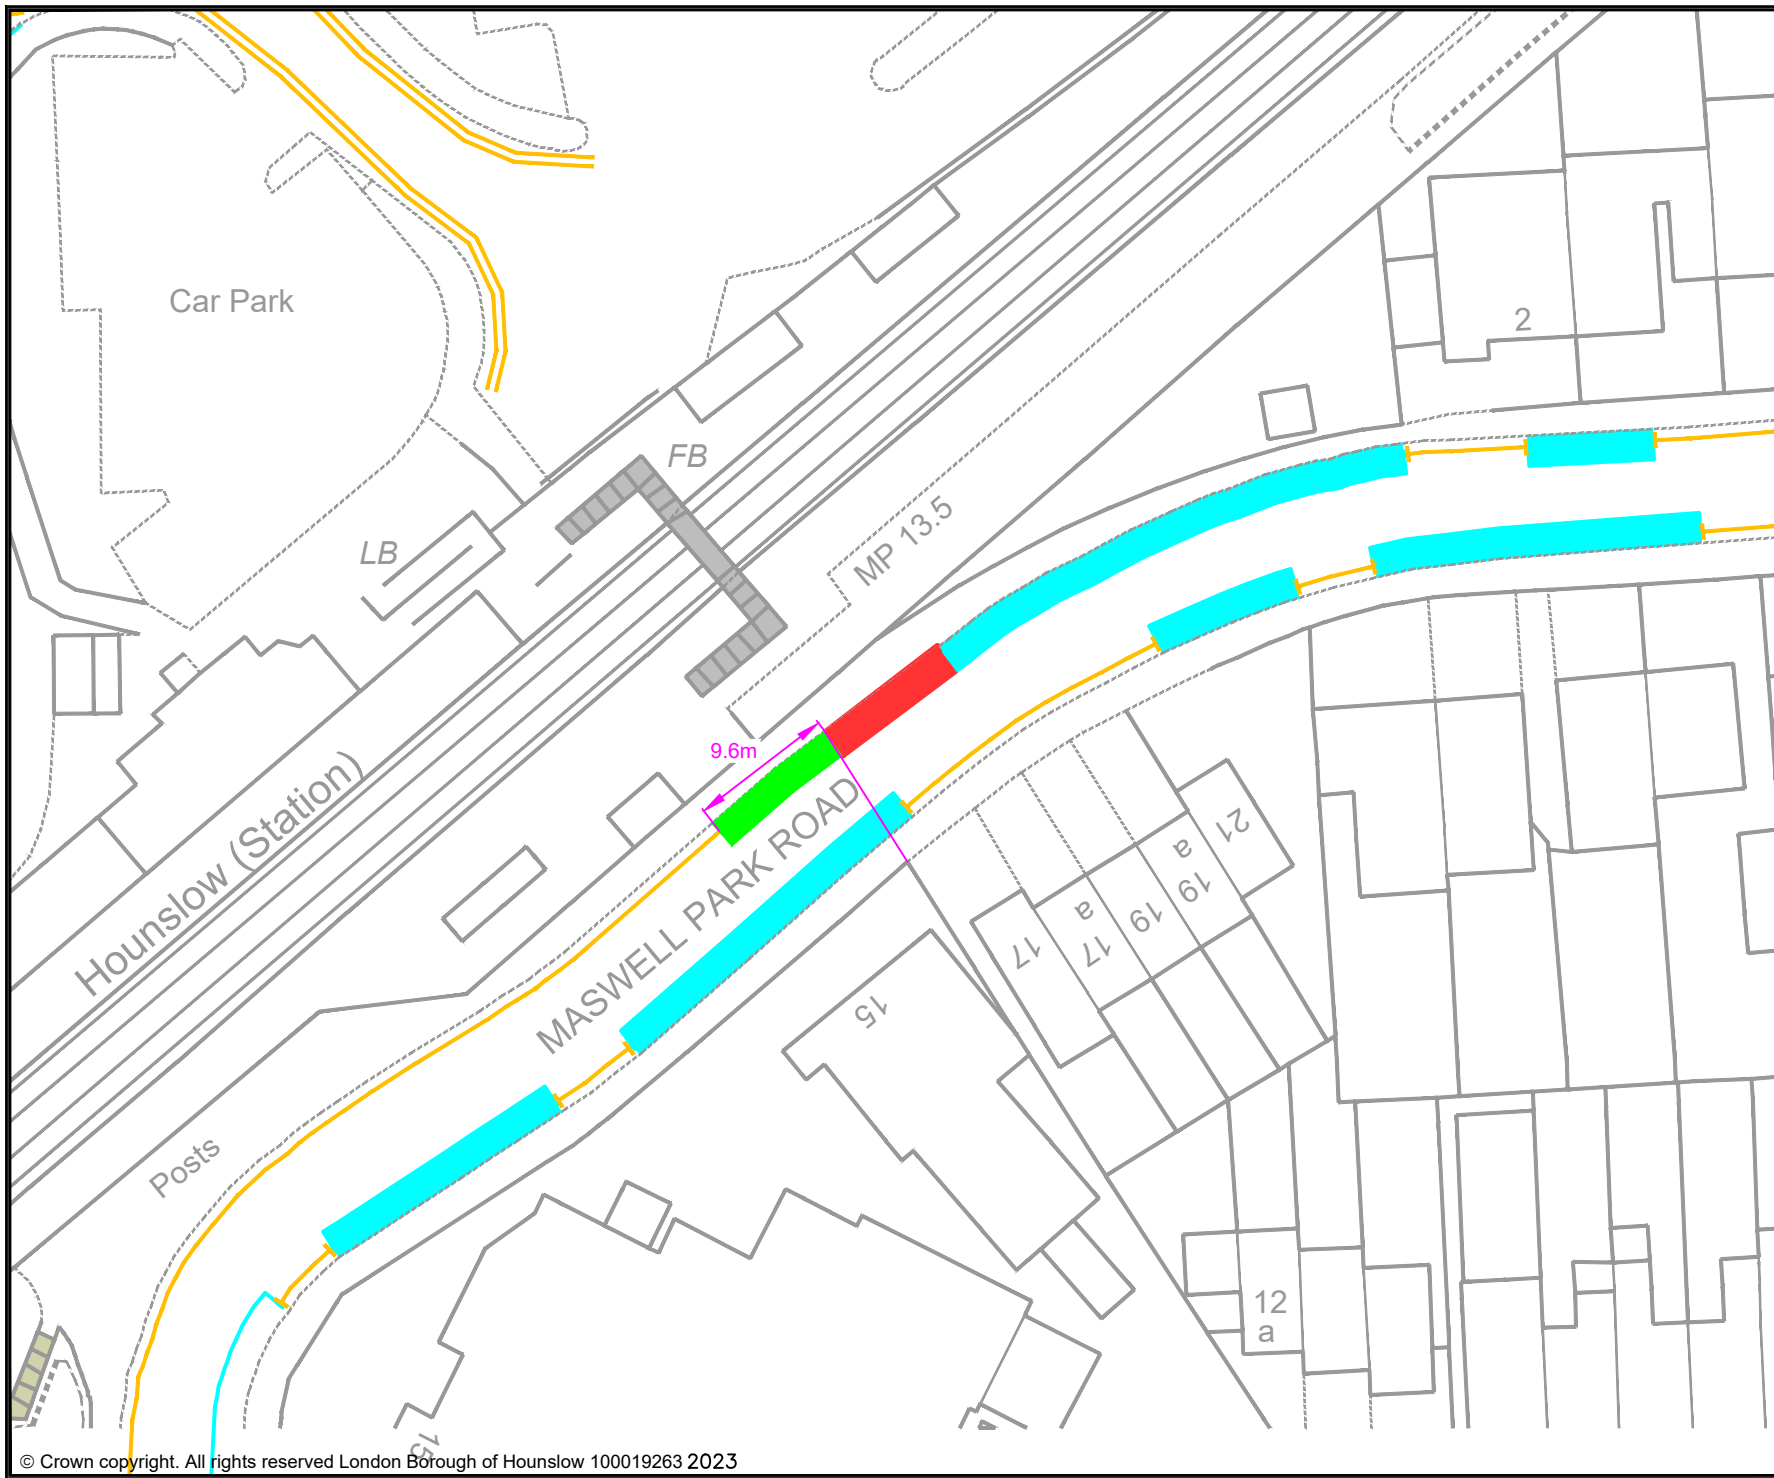 Car Park
2
FB
LB
MP 13.5
9.6m
Hounslow (Station)
MASWELL PARK ROAD
21
19
a
19
17
a
17
15
Posts
12
a
15
© Crown copyright. All rights reserved London Borough of Hounslow 100019263 2023